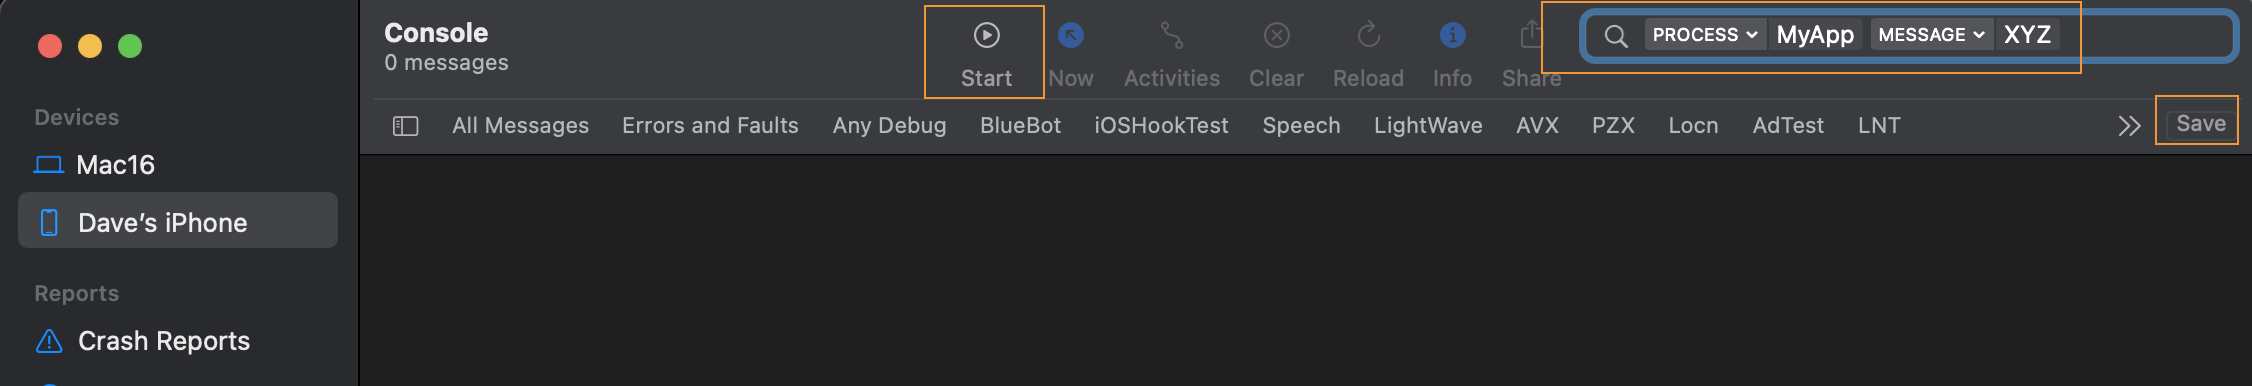 Console
0 messages
Start
Now
Activities
Clear
Reload
Info
Share
PROCESS MyApp MESSAGE XYZ
All Messages Errors and Faults Any Debug BlueBot iOSHookTest Speech LightWave AVX PZX Locn AdTest LNT Save
Devices
Mac16
Dave’s iPhone
Reports
Crash Reports